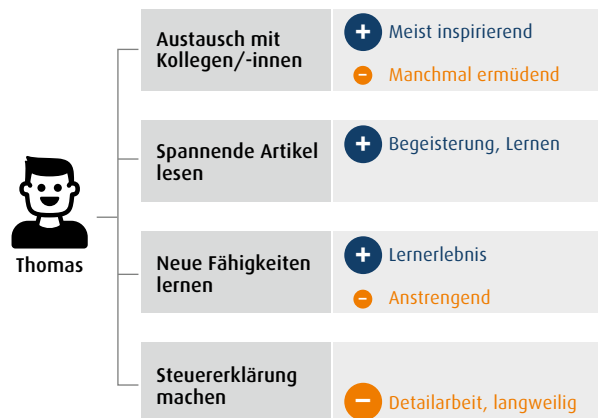 Austausch mit
Kollegen/-innen
+ Meist inspirierend
– Manchmal ermüdend
Spannende Artikel
lesen
+ Begeisterung, Lernen
Thomas
Neue Fähigkeiten
lernen
+ Lernerlebnis
– Anstrengend
Steuererklärung
machen
– Detailarbeit, langweilig